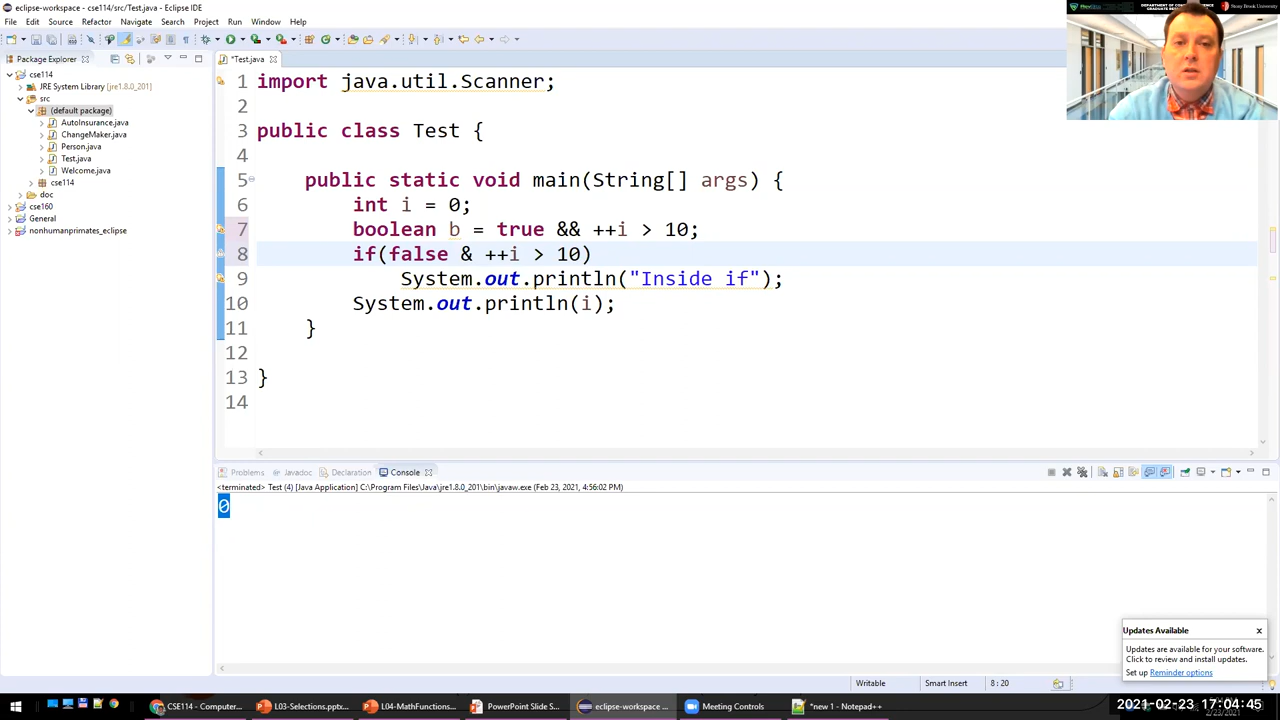 eclipse-workspace - cse114/src/Test.java - Eclipse IDE
File Edit Source Refactor Navigate Search Project Run Window Help
Package Explorer
*Test.java
cse114
JRE System Library [jre1.8.0_201]
src
(default package)
AutoInsurance.java
ChangeMaker.java
Person.java
Test.java
Welcome.java
cse114
doc
cse160
General
nonhumanprimates_eclipse
1 import java.util.Scanner;
2
3 public class Test {
4
5 public static void main(String[] args) {
6 int i = 0;
7 boolean b = true && ++i > 10;
8 if(false & ++i > 10)
9 System.out.println("Inside if");
10 System.out.println(i);
11 }
12
13 }
14
Problems Javadoc Declaration Console
<terminated> Test (4) [Java Application] C:\Program Files\Java\jre1.8.0_201\bin\javaw.exe (Feb 23, 2021, 4:56:02 PM)
0
Updates Available
Updates are available for your software.
Click to review and install updates.
Set up Reminder options
Writable Smart Insert 8 : 20
CSE114 - Computer... L03-Selections.pptx... L04-MathFunctions... PowerPoint Slide S... eclipse-workspace ... Meeting Controls *new 1 - Notepad++
2021-02-23 17:04:45